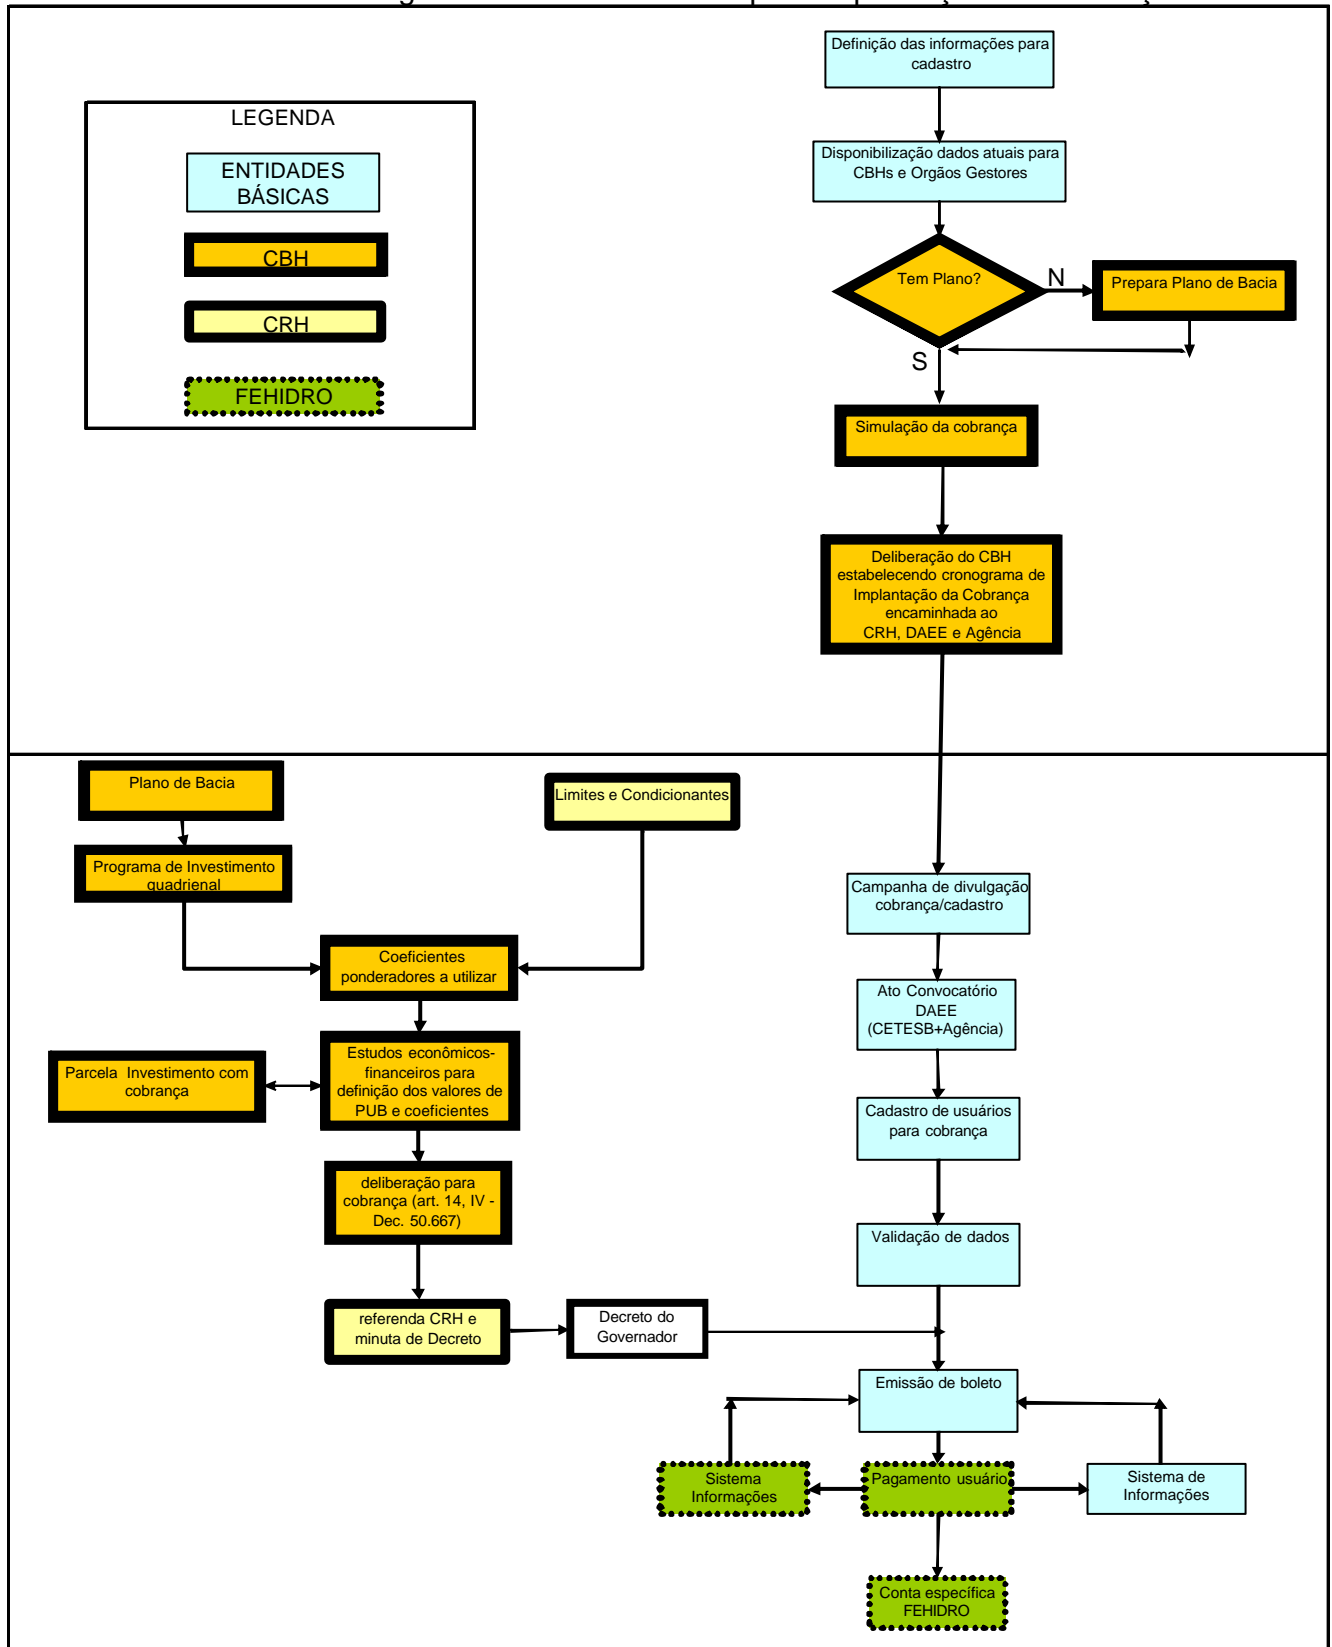 Definição das informações para
cadastro
LEGENDA
ENTIDADES
BÁSICAS
CBH
CRH
FEHIDRO
Disponibilização dados atuais para
CBHs e Orgãos Gestores
Tem Plano?
N
Prepara Plano de Bacia
S
Simulação da cobrança
Deliberação do CBH
estabelecendo cronograma de
Implantação da Cobrança
encaminhada ao
CRH, DAEE e Agência
Plano de Bacia
Limites e Condicionantes
Programa de Investimento
quadrienal
Campanha de divulgação
cobrança/cadastro
Coeficientes
ponderadores a utilizar
Ato Convocatório
DAEE
(CETESB+Agência)
Estudos econômicos-
financeiros para
definição dos valores de
PUB e coeficientes
Parcela Investimento com
cobrança
Cadastro de usuários
para cobrança
deliberação para
cobrança (art. 14, IV -
Dec. 50.667)
Validação de dados
referenda CRH e
minuta de Decreto
Decreto do
Governador
Emissão de boleto
Sistema
Informações
Pagamento usuário
Sistema de
Informações
Conta específica
FEHIDRO